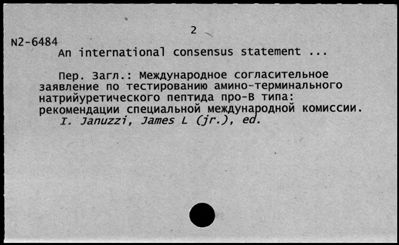 2
N2-6484
An international consensus statement ...
Пер. Загл.: Международное согласительное
заявление по тестированию амино-терминального
натрийуретического пептида про-B типа:
рекомендации специальной международной комиссии.
I. Januzzi, James L (jr.), ed.